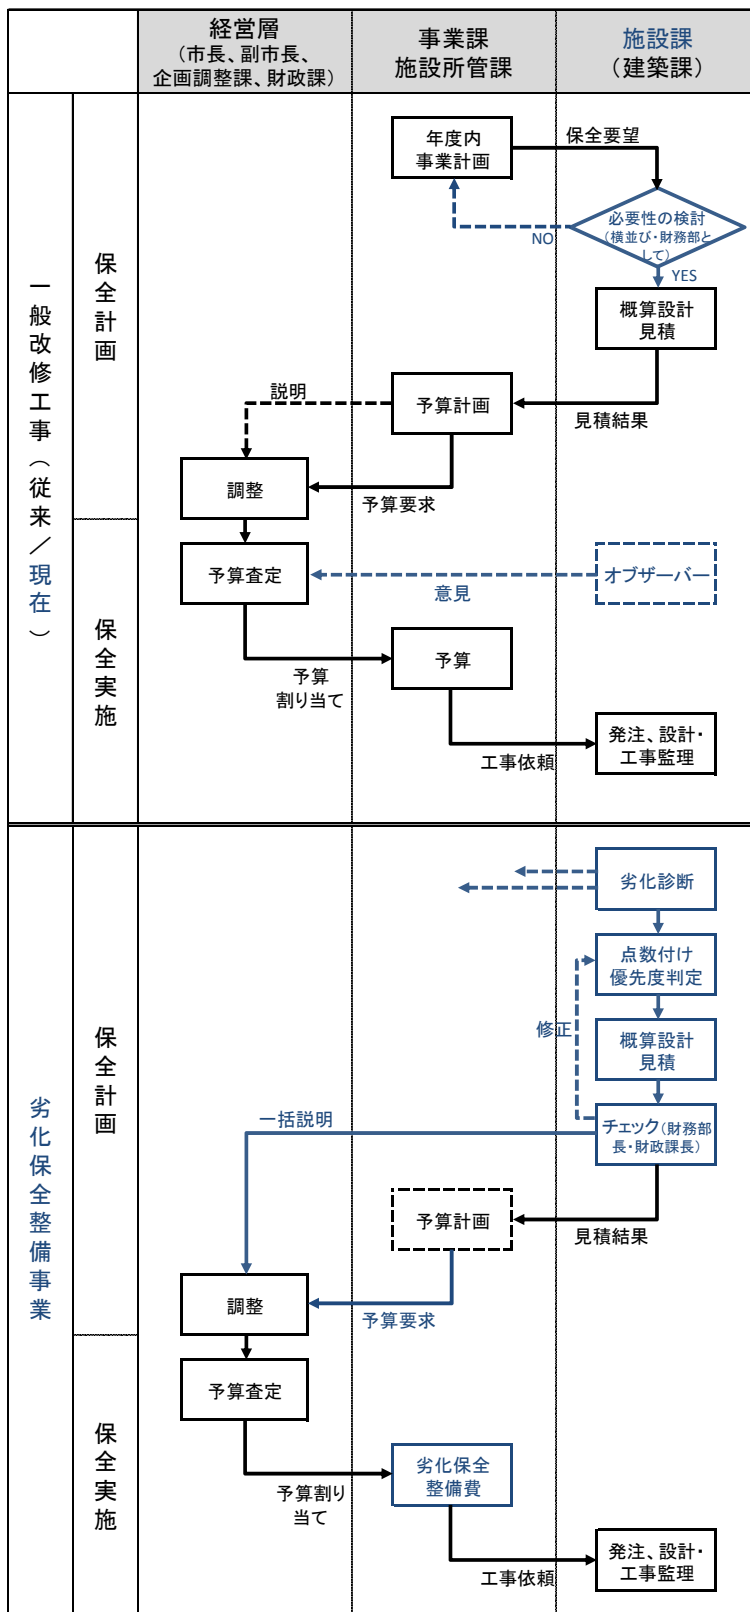 経営層
（市長、副市長、
企画調整課、財政課）
事業課
施設所管課
施設課
（建築課）
一般改修工事（従来／現在）
保全計画
年度内
事業計画
保全要望
必要性の検討
（横並び・財務部と
して）
NO
YES
概算設計
見積
説明
予算計画
見積結果
調整
予算要求
保全実施
予算査定
オブザーバー
意見
予算
予算
割り当て
発注、設計・
工事監理
工事依頼
劣化保全整備事業
保全計画
劣化診断
点数付け
優先度判定
修正
概算設計
見積
一括説明
チェック（財務部
長・財政課長）
予算計画
見積結果
調整
予算要求
保全実施
予算査定
劣化保全
整備費
予算割り
当て
発注、設計・
工事監理
工事依頼